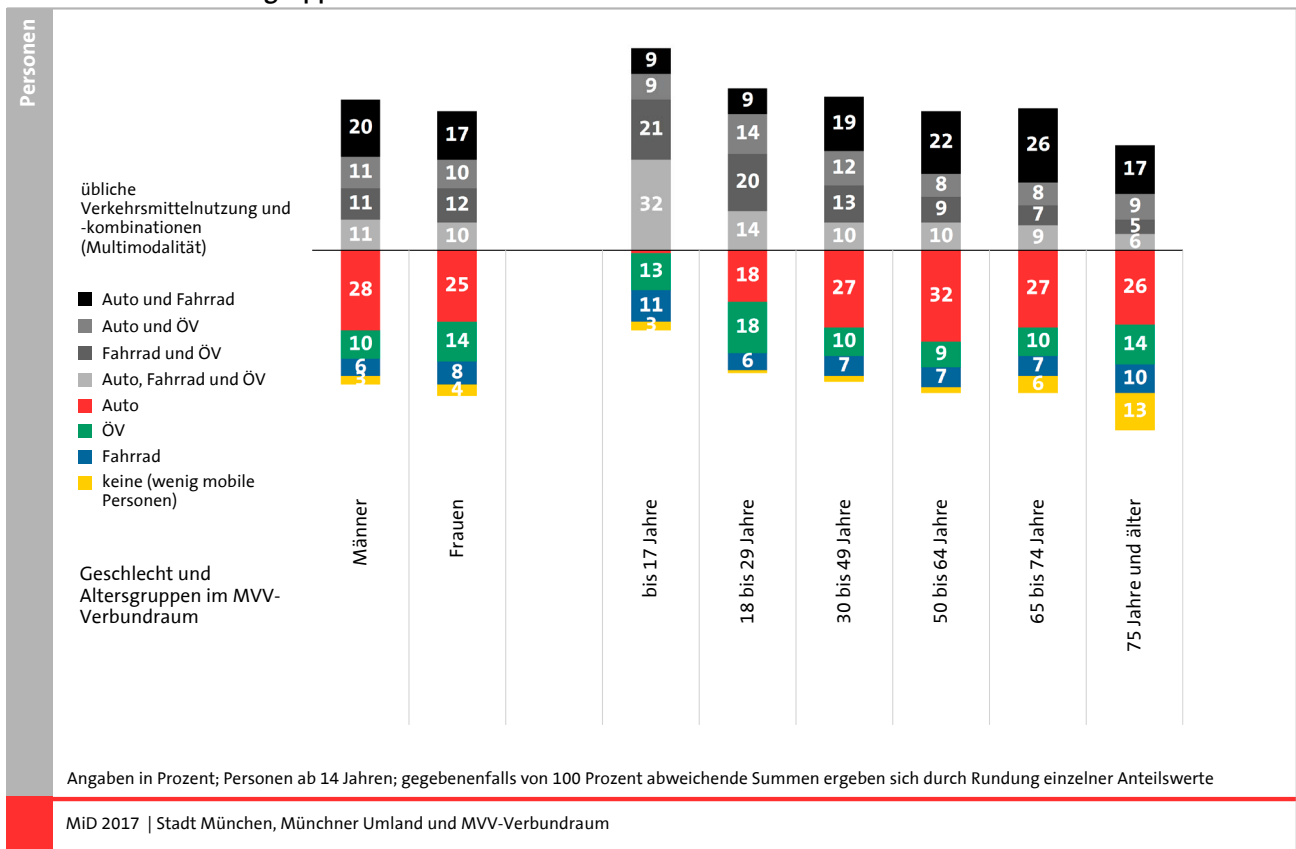 Personen
20
11
11
11
28
10
6
3
17
10
12
10
25
14
8
4
9
9
21
32
13
11
3
9
14
20
14
18
18
6
19
12
13
10
27
10
7
22
8
9
10
32
9
7
26
8
7
9
27
10
7
6
17
9
5
6
26
14
10
13
übliche
Verkehrsmittelnutzung und
-kombinationen
(Multimodalität)
Auto und Fahrrad
Auto und ÖV
Fahrrad und ÖV
Auto, Fahrrad und ÖV
Auto
ÖV
Fahrrad
keine (wenig mobile
Personen)
Geschlecht und
Altersgruppen im MVV-
Verbundraum
Männer
Frauen
bis 17 Jahre
18 bis 29 Jahre
30 bis 49 Jahre
50 bis 64 Jahre
65 bis 74 Jahre
75 Jahre und älter
Angaben in Prozent; Personen ab 14 Jahren; gegebenenfalls von 100 Prozent abweichende Summen ergeben sich durch Rundung einzelner Anteilswerte
MiD 2017 | Stadt München, Münchner Umland und MVV-Verbundraum